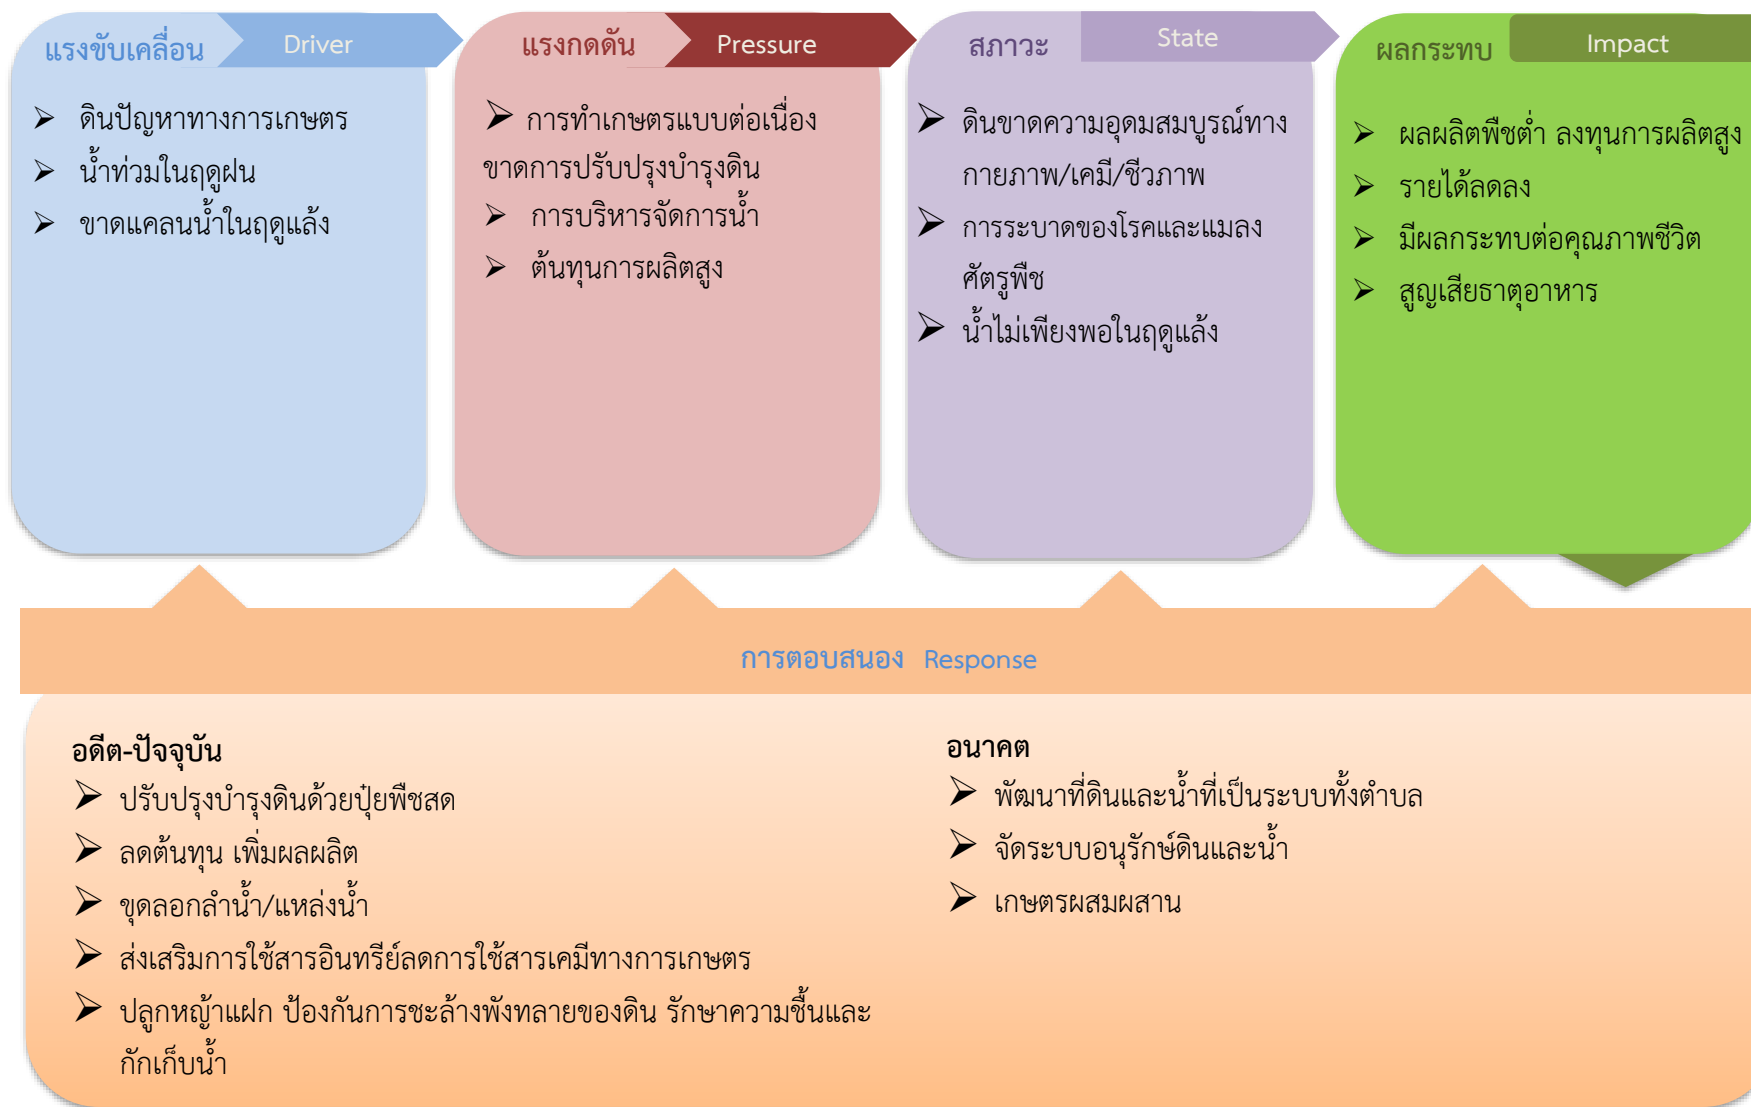 แรงขับเคลื่อน Driver
➢ ดินปัญหาทางการเกษตร
➢ น้ำท่วมในฤดูฝน
➢ ขาดแคลนน้ำในฤดูแล้ง
แรงกดดัน Pressure
➢ การทำเกษตรแบบต่อเนื่อง
ขาดการปรับปรุงบำรุงดิน
➢ การบริหารจัดการน้ำ
➢ ต้นทุนการผลิตสูง
สภาวะ State
➢ ดินขาดความอุดมสมบูรณ์ทาง
กายภาพ/เคมี/ชีวภาพ
➢ การระบาดของโรคและแมลง
ศัตรูพืช
➢ น้ำไม่เพียงพอในฤดูแล้ง
ผลกระทบ Impact
➢ ผลผลิตพืชต่ำ ลงทุนการผลิตสูง
➢ รายได้ลดลง
➢ มีผลกระทบต่อคุณภาพชีวิต
➢ สูญเสียธาตุอาหาร
การตอบสนอง Response
อดีต-ปัจจุบัน
➢ ปรับปรุงบำรุงดินด้วยปุ๋ยพืชสด
➢ ลดต้นทุน เพิ่มผลผลิต
➢ ขุดลอกลำน้ำ/แหล่งน้ำ
➢ ส่งเสริมการใช้สารอินทรีย์ลดการใช้สารเคมีทางการเกษตร
➢ ปลูกหญ้าแฝก ป้องกันการชะล้างพังทลายของดิน รักษาความชื้นและ
กักเก็บน้ำ
อนาคต
➢ พัฒนาที่ดินและน้ำที่เป็นระบบทั้งตำบล
➢ จัดระบบอนุรักษ์ดินและน้ำ
➢ เกษตรผสมผสาน